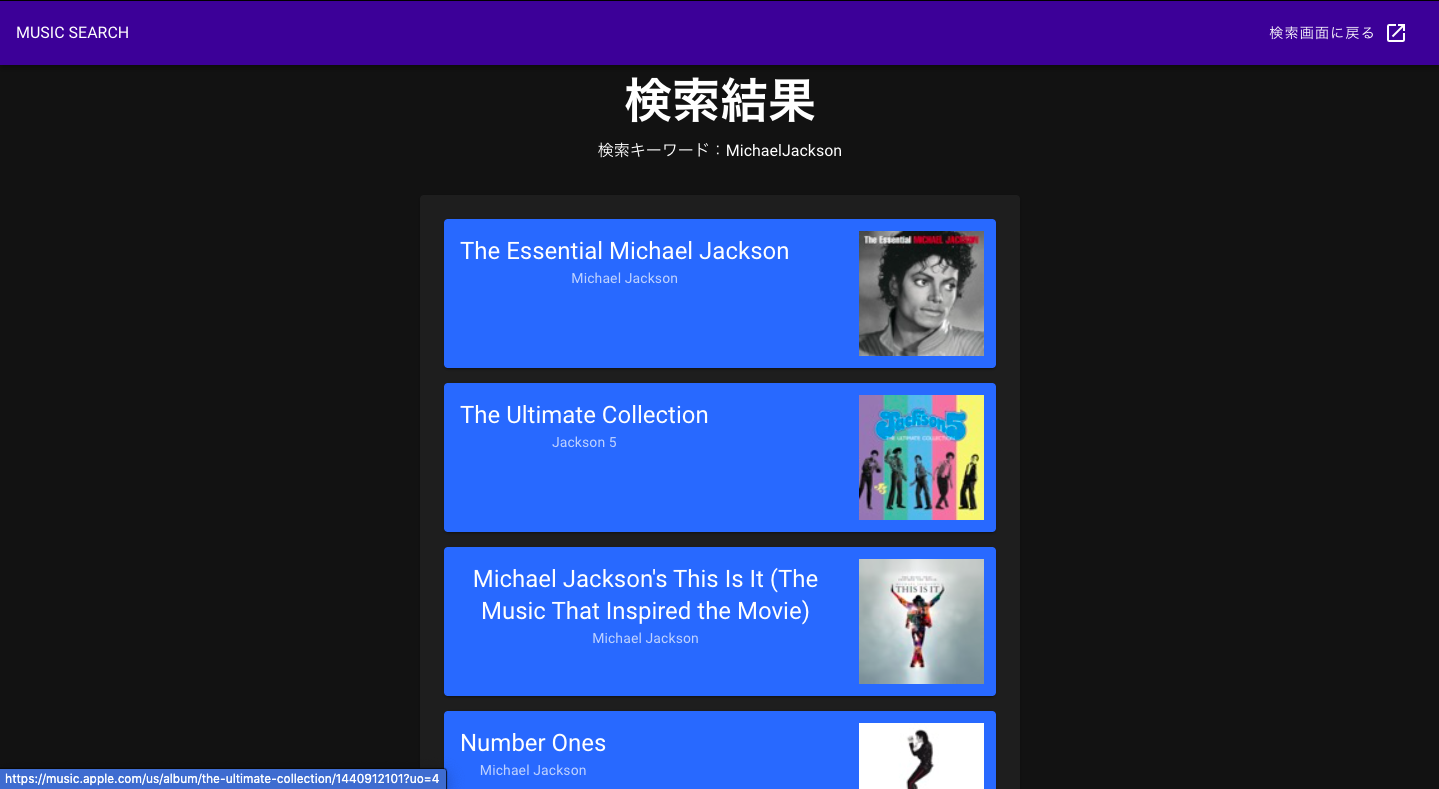 MUSIC SEARCH
検索画面に戻る
検索結果
検索キーワード：MichaelJackson
The Essential Michael Jackson
Michael Jackson
The Essential MICHAEL JACKSON
The Ultimate Collection
Jackson 5
Jackson 5
THE ULTIMATE COLLECTION
Michael Jackson's This Is It (The
Music That Inspired the Movie)
Michael Jackson
THIS IS IT
Number Ones
Michael Jackson
https://music.apple.com/us/album/the-ultimate-collection/1440912101?uo=4